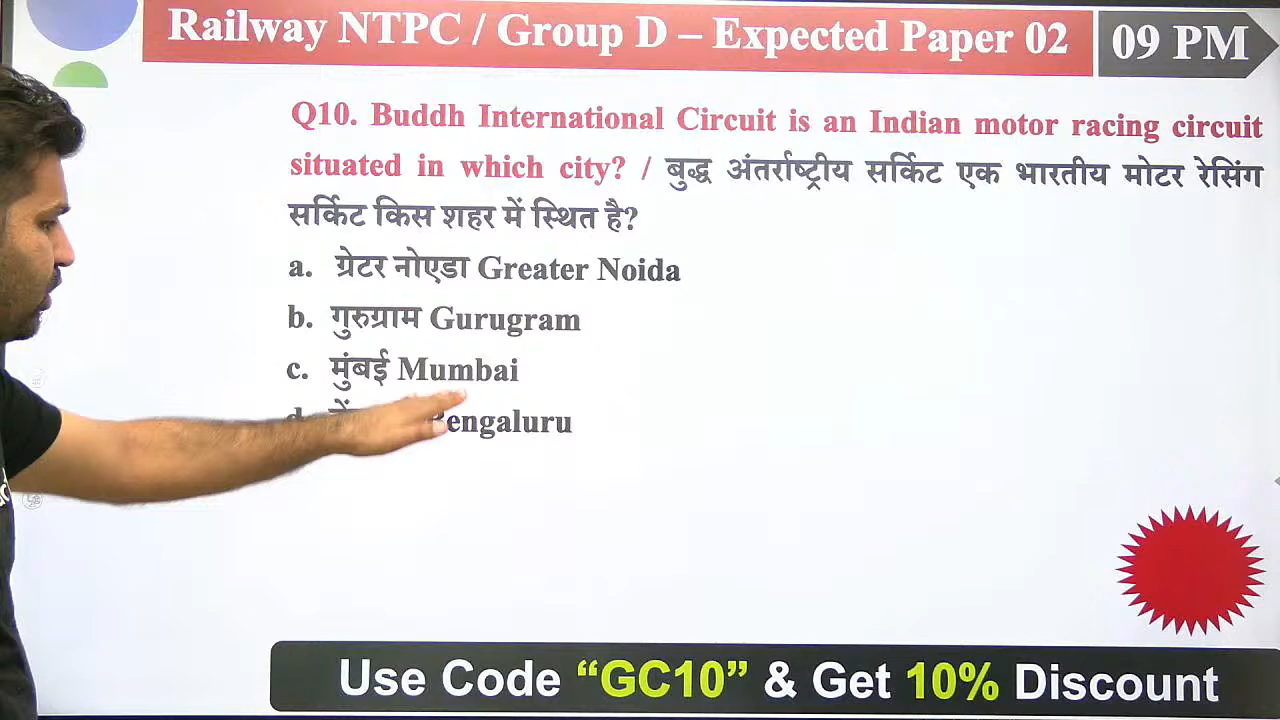 Railway NTPC / Group D – Expected Paper 02
09 PM
Q10. Buddh International Circuit is an Indian motor racing circuit
situated in which city? / बुद्ध अंतर्राष्ट्रीय सर्किट एक भारतीय मोटर रेसिंग
सर्किट किस शहर में स्थित है?
a. ग्रेटर नोएडा Greater Noida
b. गुरुग्राम Gurugram
c. मुंबई Mumbai
Bengaluru
Use Code “GC10” & Get 10% Discount